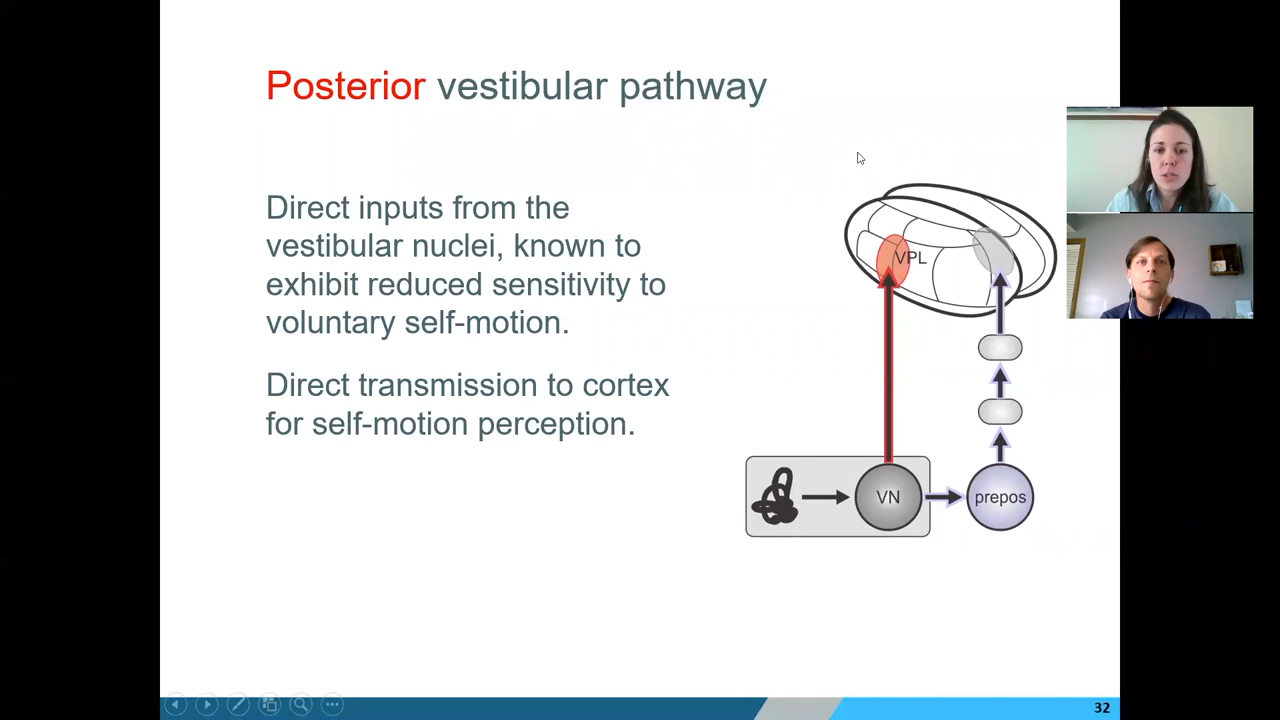 Posterior vestibular pathway
Direct inputs from the
vestibular nuclei, known to
exhibit reduced sensitivity to
voluntary self-motion.
Direct transmission to cortex
for self-motion perception.
VPL
VN
prepos
32